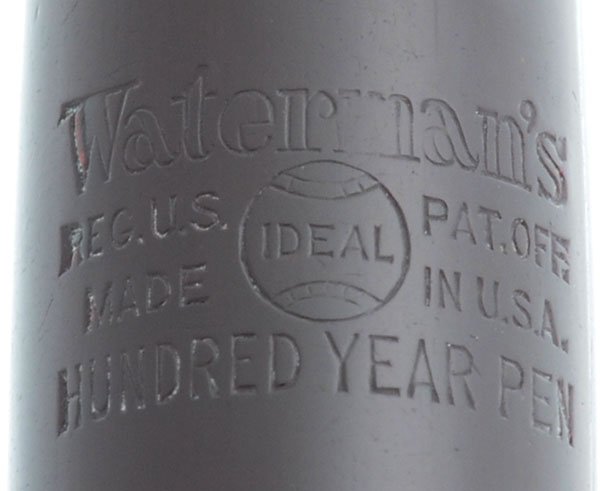 Waterman's
REG. U.S. IDEAL PAT. OFF.
MADE IN U.S.A.
HUNDRED YEAR PEN